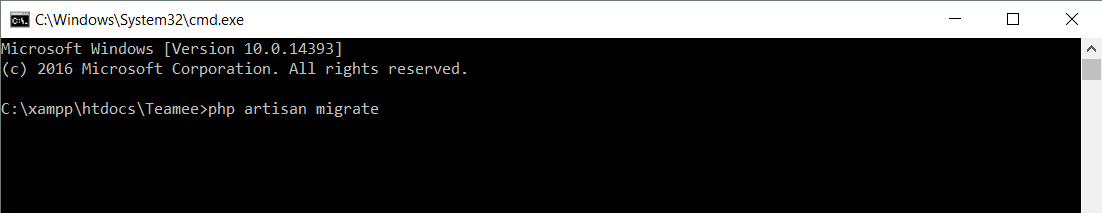 C:\Windows\System32\cmd.exe
Microsoft Windows [Version 10.0.14393]
(c) 2016 Microsoft Corporation. All rights reserved.
C:\xampp\htdocs\Teamee>php artisan migrate